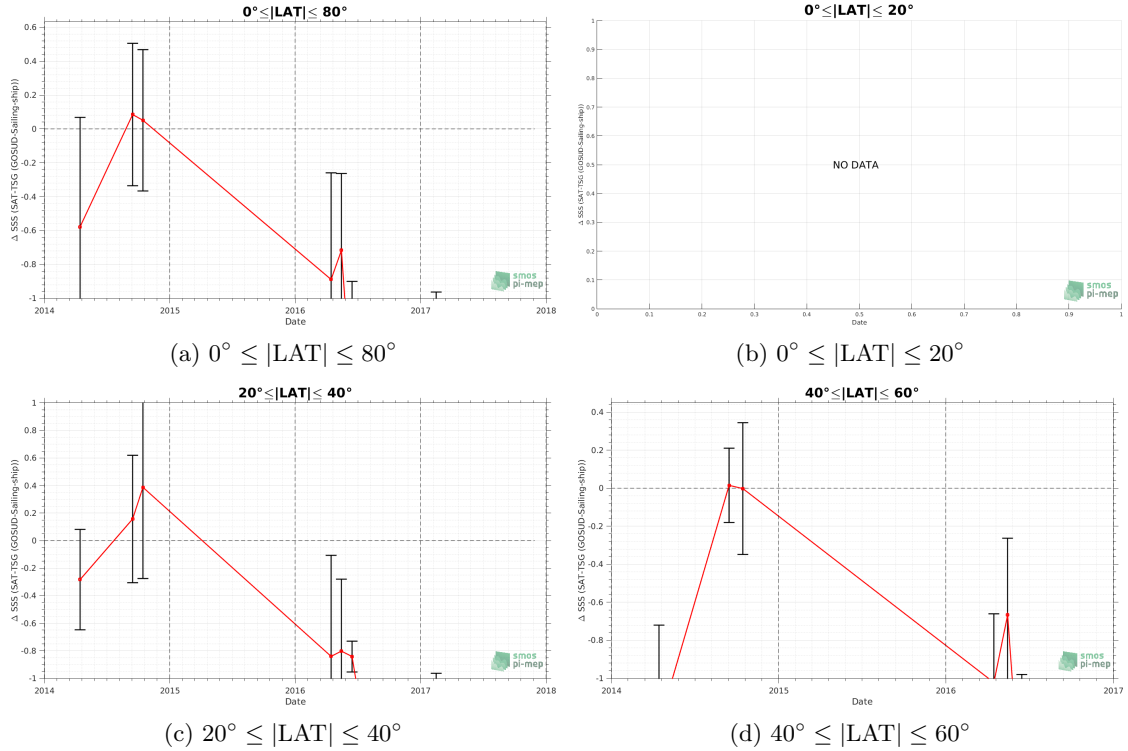 0°≤|LAT|≤ 80°
Δ SSS (SAT-TSG (GOSUD-Sailing-ship))
0.6
0.4
0.2
0
-0.2
-0.4
-0.6
-0.8
-1
2014 2015 2016 2017 2018
Date
smos
pi-mep
(a) 0° ≤ |LAT| ≤ 80°
0°≤|LAT|≤ 20°
Δ SSS (SAT-TSG (GOSUD-Sailing-ship))
1
0.9
0.8
0.7
0.6
0.5
0.4
0.3
0.2
0.1
0
NO DATA
0 0.1 0.2 0.3 0.4 0.5 0.6 0.7 0.8 0.9 1
Date
smos
pi-mep
(b) 0° ≤ |LAT| ≤ 20°
20°≤|LAT|≤ 40°
Δ SSS (SAT-TSG (GOSUD-Sailing-ship))
1
0.8
0.6
0.4
0.2
0
-0.2
-0.4
-0.6
-0.8
-1
2014 2015 2016 2017 2018
Date
smos
pi-mep
(c) 20° ≤ |LAT| ≤ 40°
40°≤|LAT|≤ 60°
Δ SSS (SAT-TSG (GOSUD-Sailing-ship))
0.4
0.2
0
-0.2
-0.4
-0.6
-0.8
-1
2014 2015 2016 2017
Date
smos
pi-mep
(d) 40° ≤ |LAT| ≤ 60°